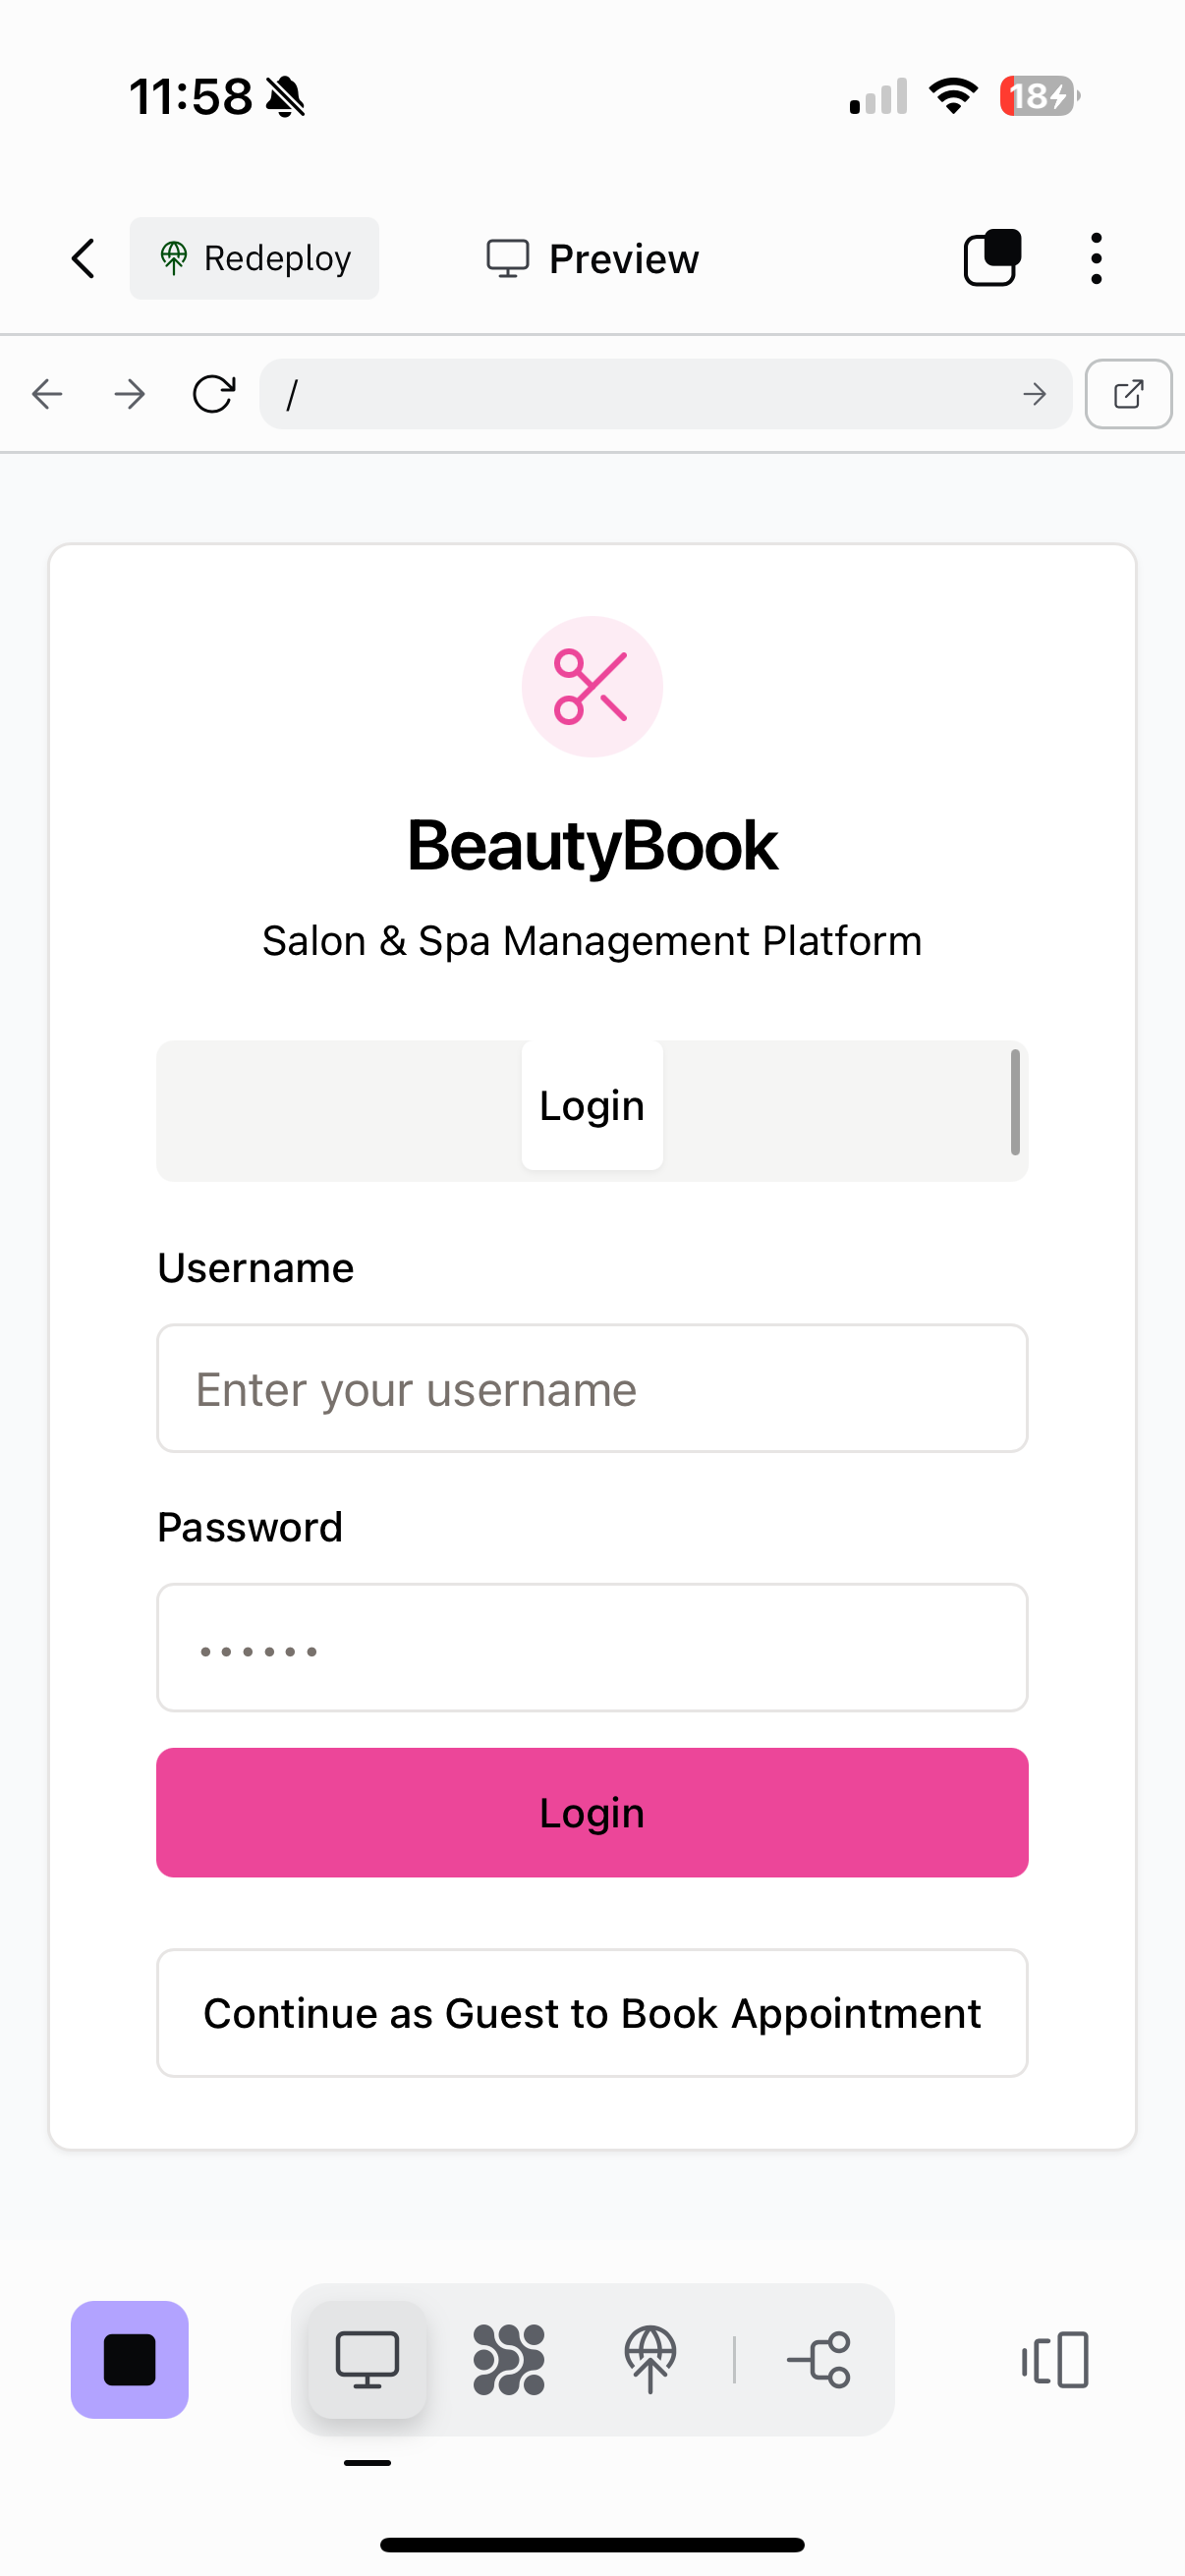 11:58
18
Redeploy
Preview
/
BeautyBook
Salon & Spa Management Platform
Login
Username
Enter your username
Password
••••••
Login
Continue as Guest to Book Appointment